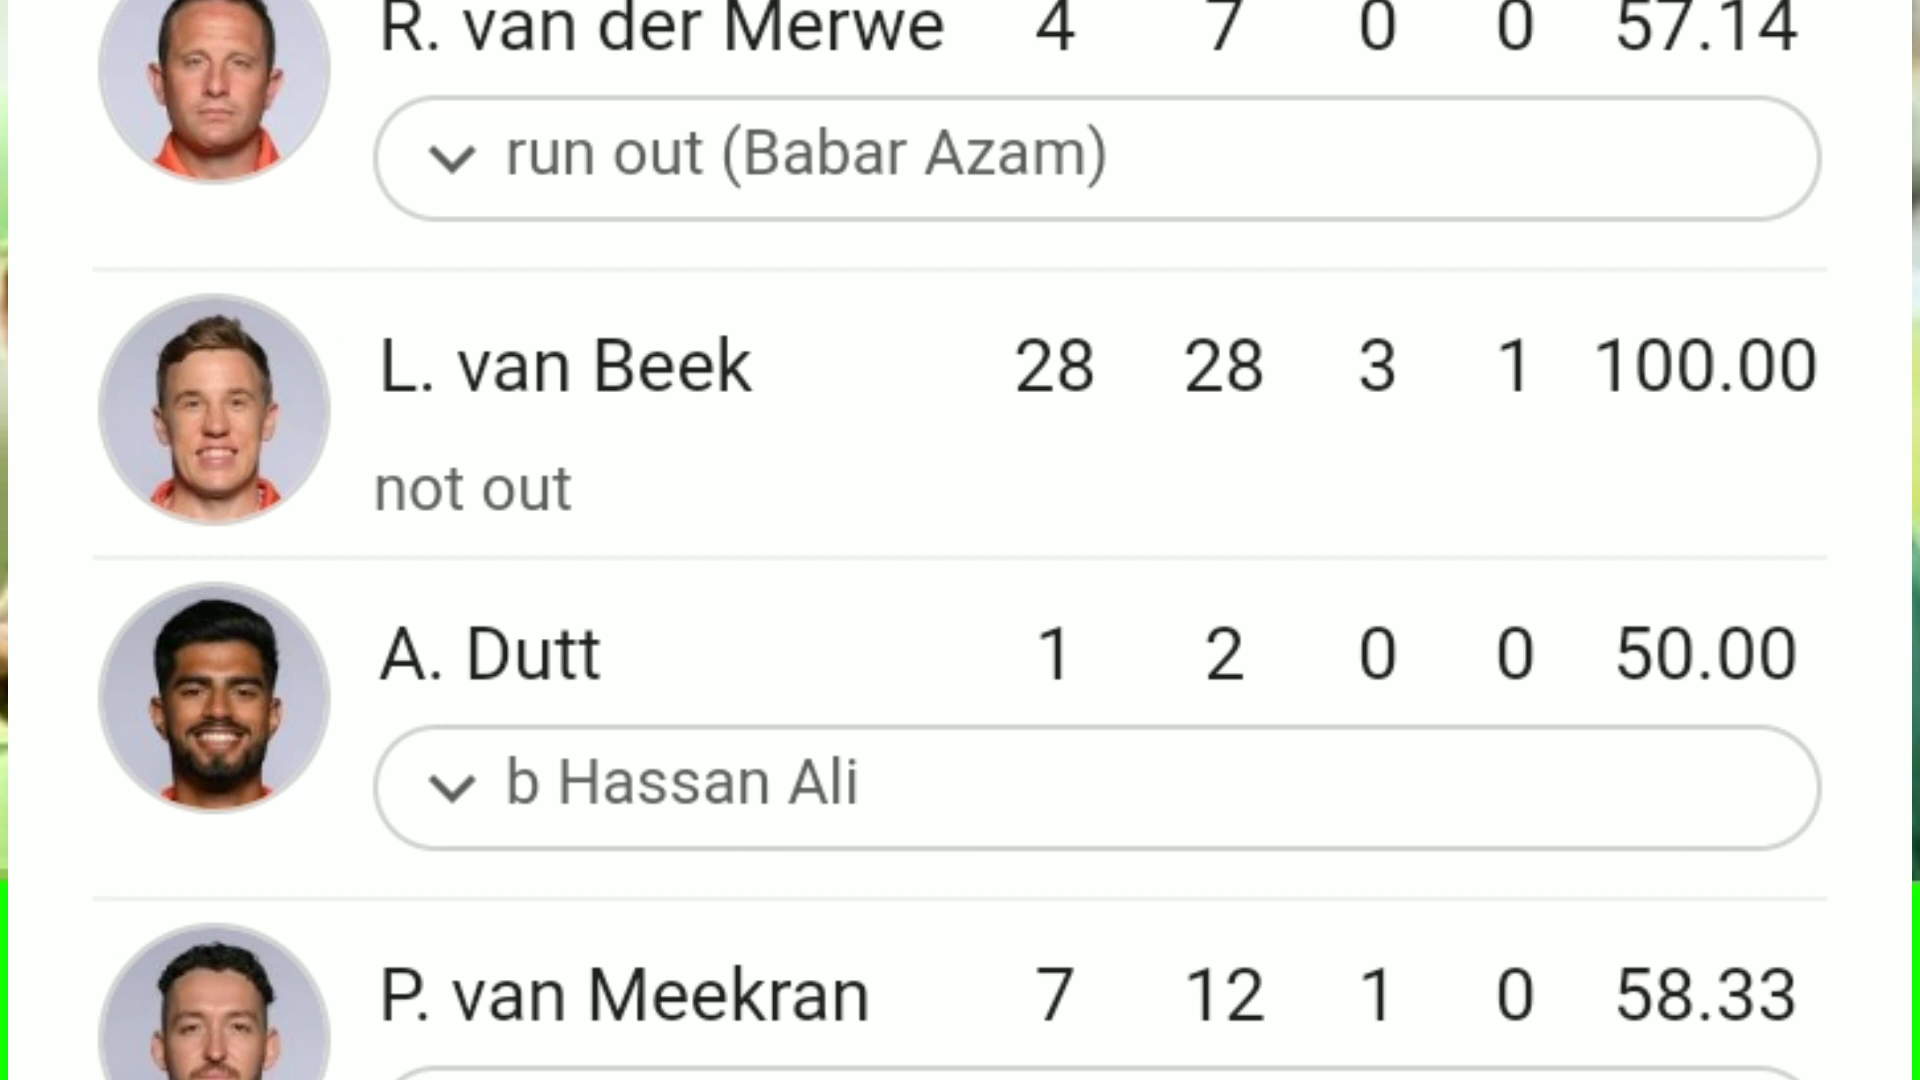 R. van der Merwe 4 7 0 0 57.14
run out (Babar Azam)
L. van Beek 28 28 3 1 100.00
not out
A. Dutt 1 2 0 0 50.00
b Hassan Ali
P. van Meekran 7 12 1 0 58.33